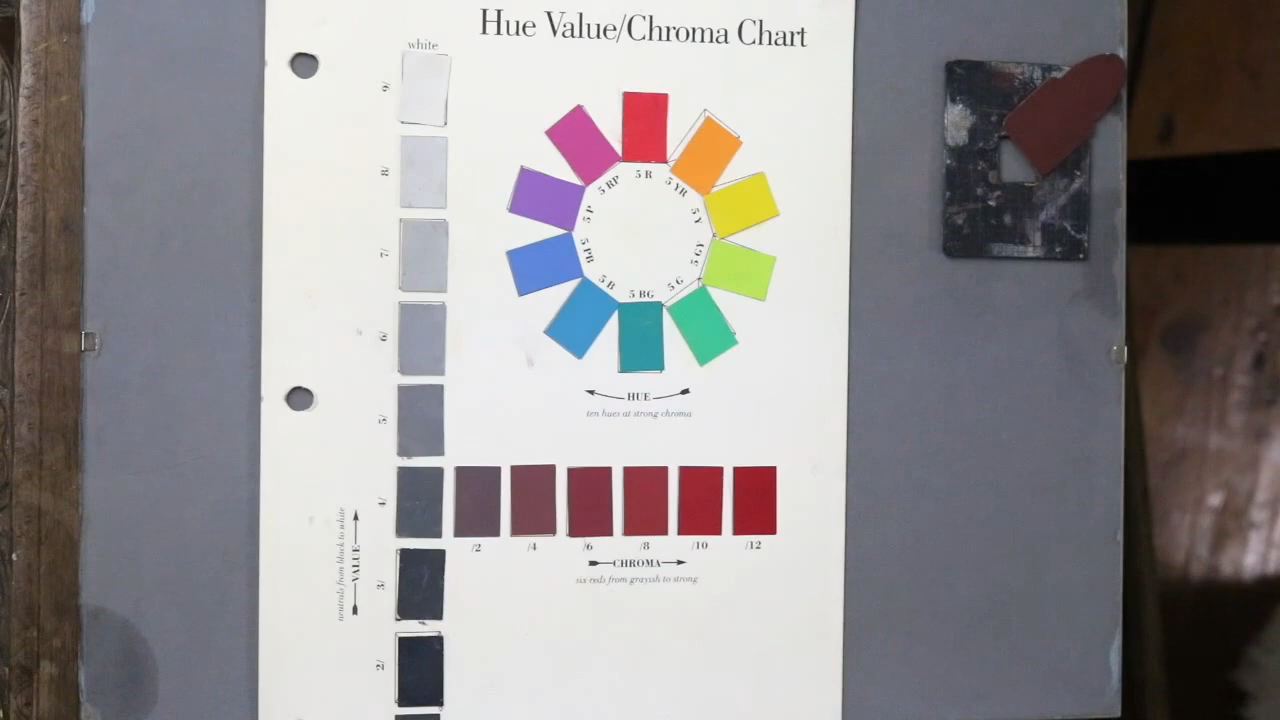 Hue Value/Chroma Chart
white
9/
8/
7/
6/
5/
4/
3/
2/
neutrals from black to white
VALUE
5 R
5 YR
5 Y
5 GY
5 G
5 BG
5 B
5 PB
5 P
5 RP
HUE
ten hues at strong chroma
/2 /4 /6 /8 /10 /12
CHROMA
six reds from grayish to strong